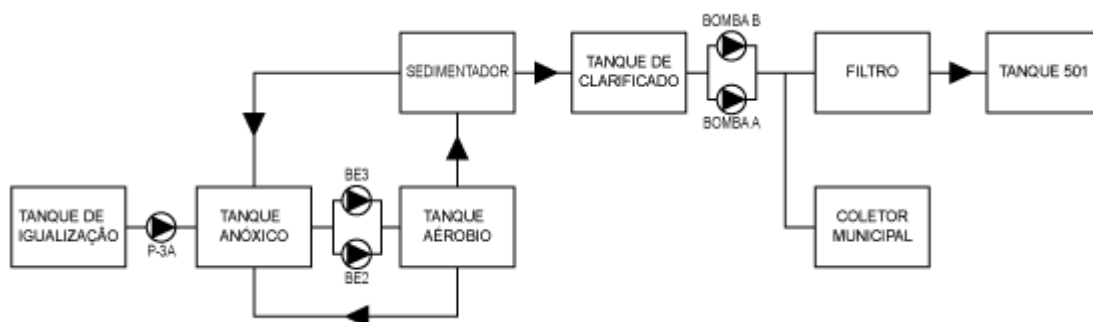 BOMBA B
SEDIMENTADOR
TANQUE DE
CLARIFICADO
FILTRO
TANQUE 501
BOMBA A
BE3
TANQUE DE
IGUALIZAÇÃO
P-3A
TANQUE
ANÓXICO
TANQUE
AÉROBIO
BE2
COLETOR
MUNICIPAL